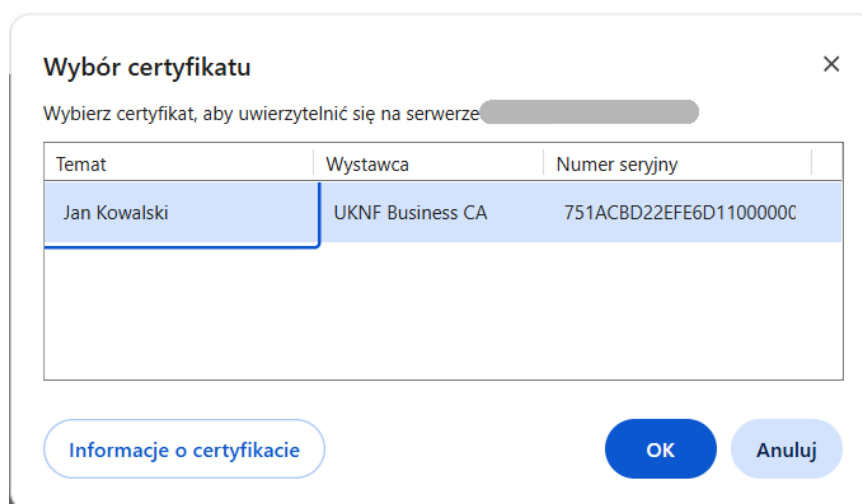 Wybór certyfikatu
Wybierz certyfikat, aby uwierzytelnić się na serwerze
Temat Wystawca Numer seryjny
Jan Kowalski UKNF Business CA 751ACBD22EFE6D11000000
Informacje o certyfikacie OK Anuluj